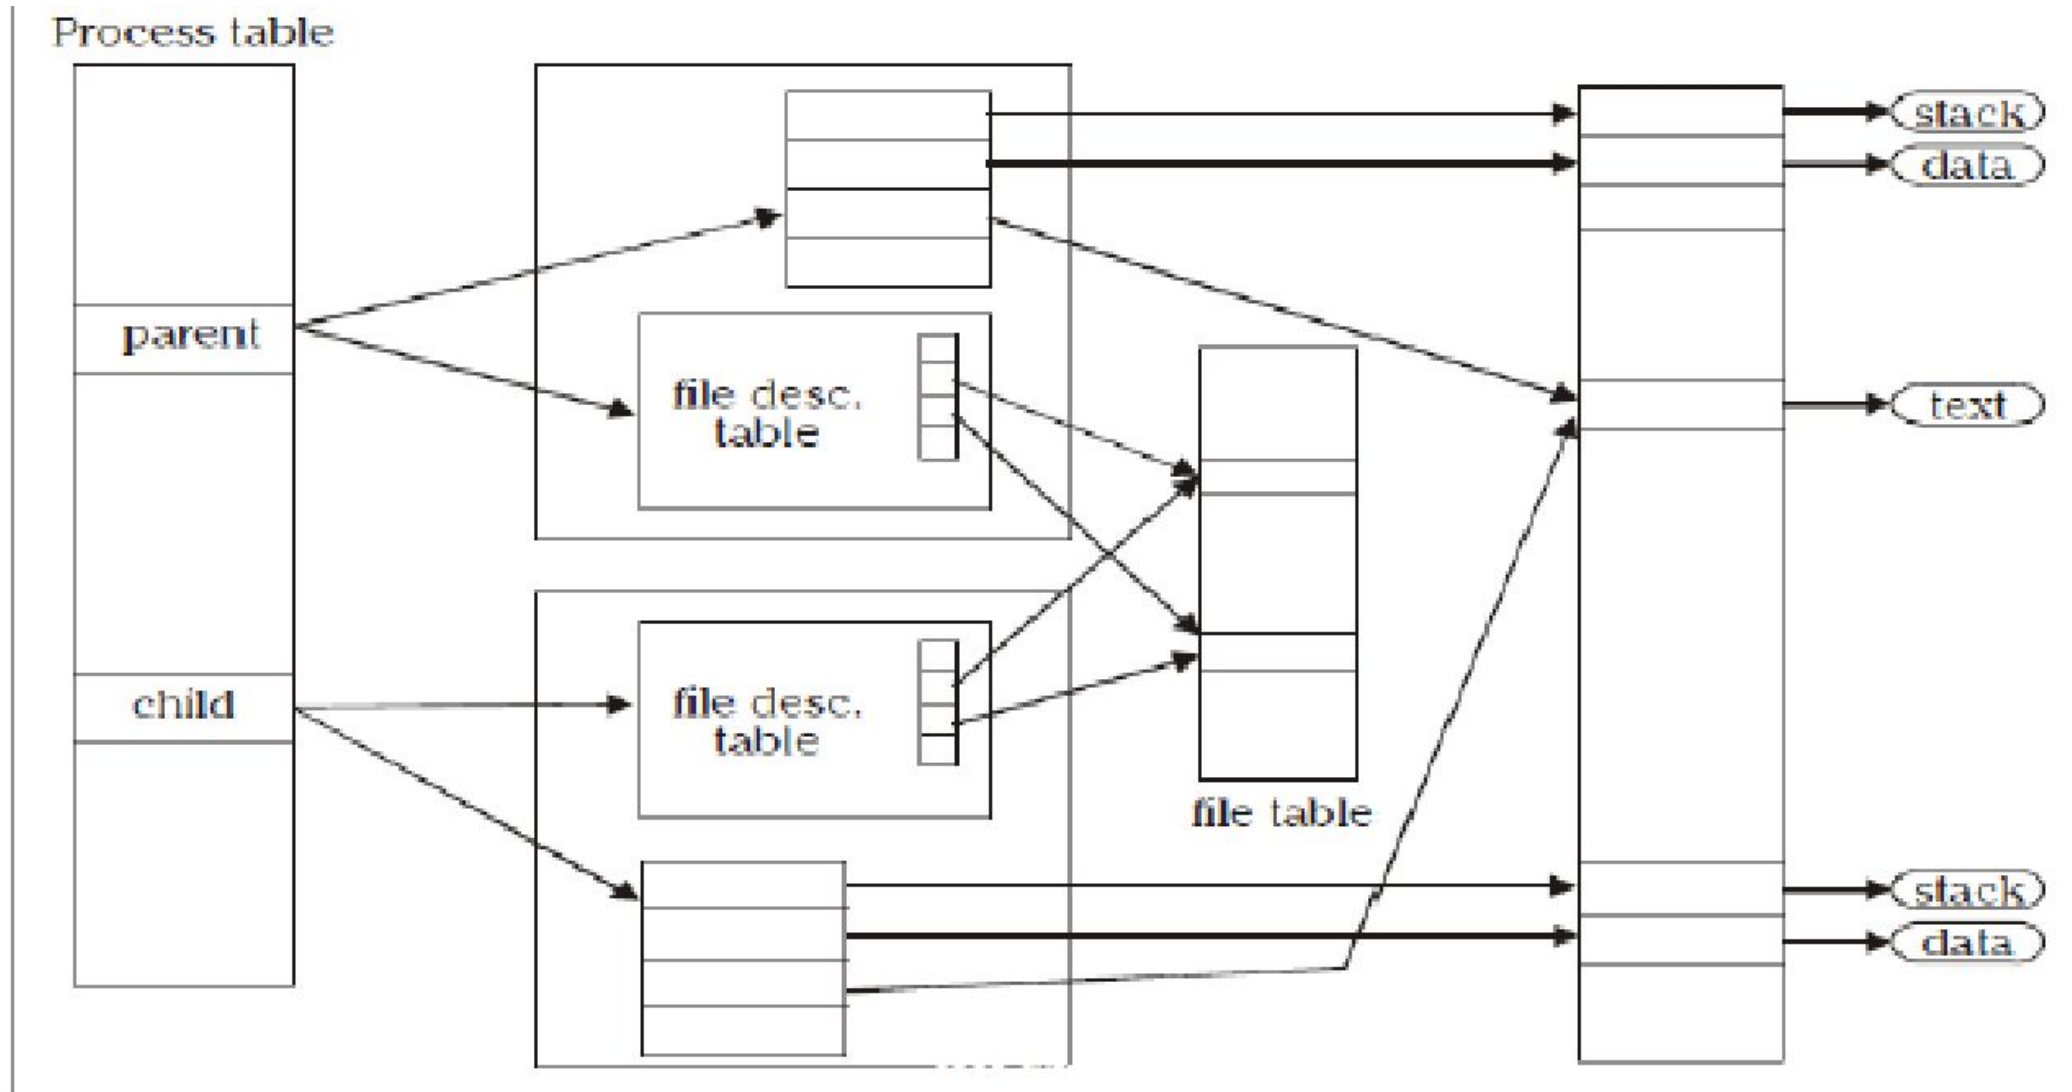 Process table
stack
data
parent
file desc.
table
text
child
file desc.
table
file table
stack
data